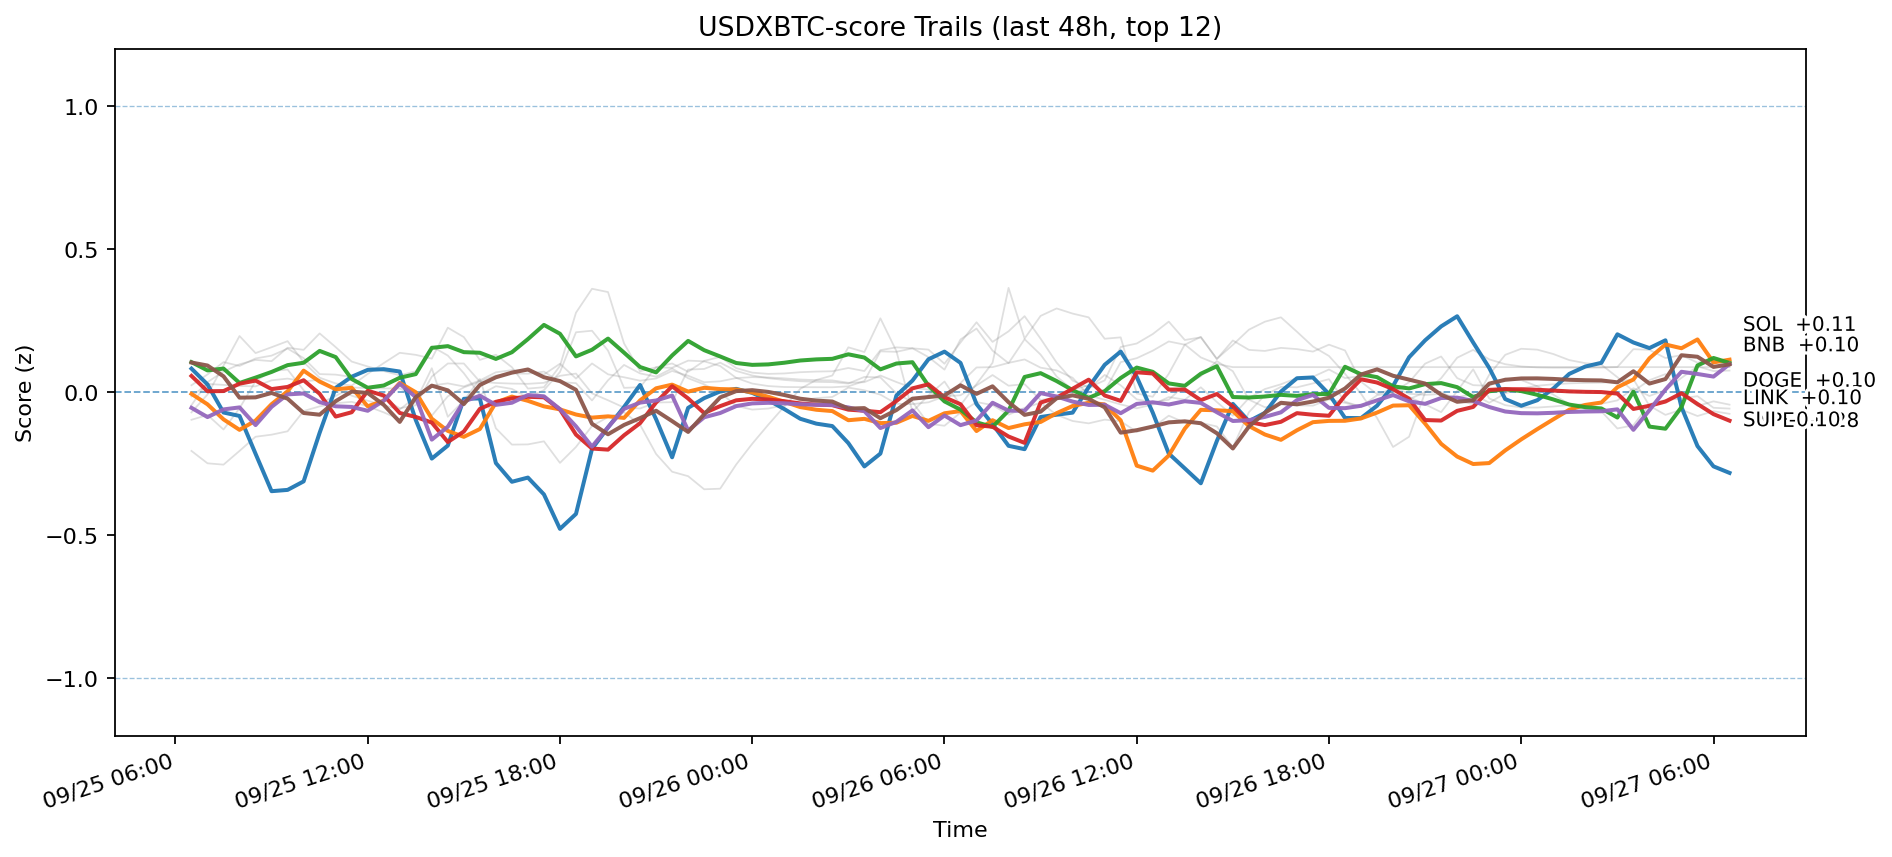 USDXBTC-score Trails (last 48h, top 12)
Score (z)
1.0
0.5
0.0
−0.5
−1.0
SOL +0.11
BNB +0.10
DOGE +0.10
LINK +0.10
-0.10
09/25 06:00
09/25 12:00
09/25 18:00
09/26 00:00
09/26 06:00
09/26 12:00
09/26 18:00
09/27 00:00
09/27 06:00
Time